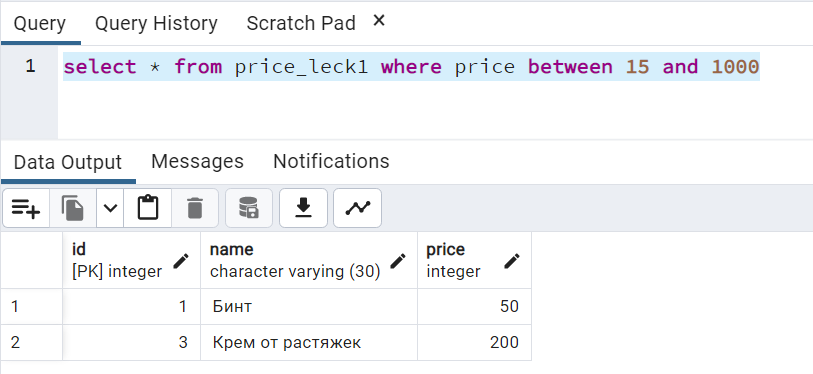 Query Query History Scratch Pad ×
1 select * from price_leck1 where price between 15 and 1000
Data Output Messages Notifications
id name price
[PK] integer character varying (30) integer
1 1 Бинт 50
2 3 Крем от растяжек 200